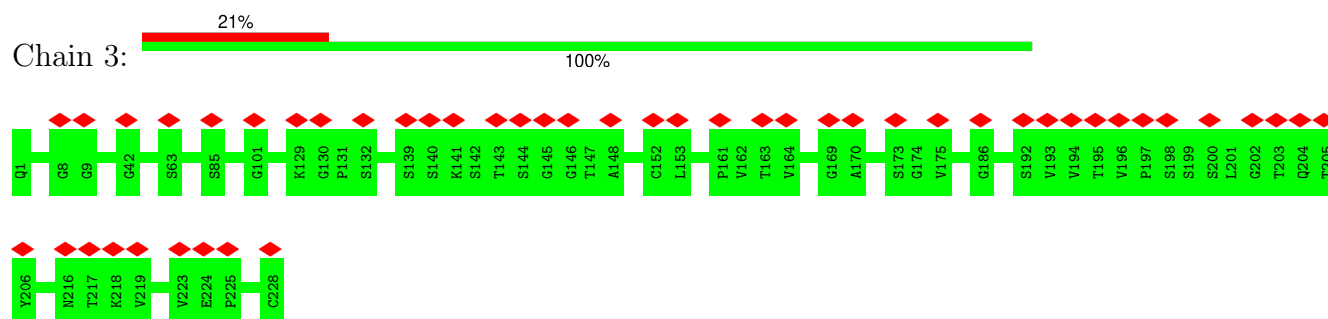 21%
Chain 3:
100%
Q1 G8 G9 G42 S63 S85 G101 K129 G130 P131 S132 S139 S140 K141 S142 T143 S144 G145 G146 T147 A148 C152 L153 P161 V162 T163 V164 G169 A170 S173 G174 V175 G186 S192 V193 V194 T195 V196 P197 S198 S199 S200 L201 G202 T203 Q204 T205
Y206 N216 T217 K218 V219 V223 E224 P225 C228